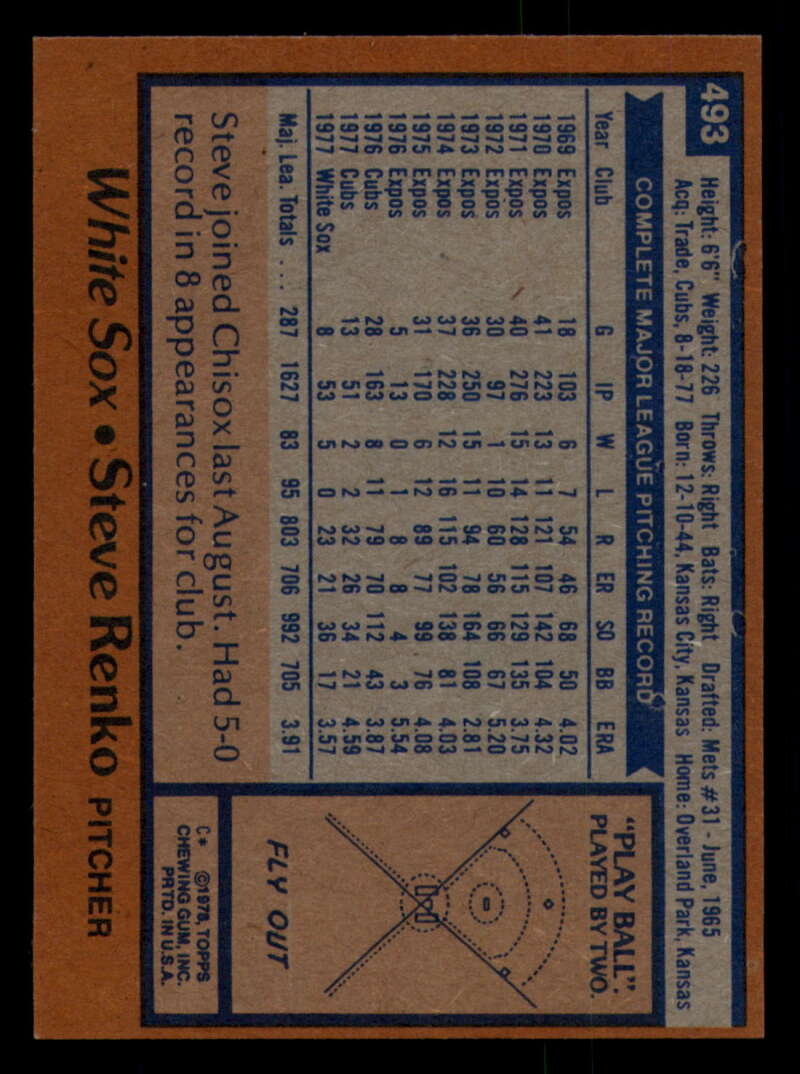 493
Height: 6'6" Weight: 226 Throws: Right Bats: Right Drafted: Mets #31 - June, 1965
Acq: Trade, Cubs, 8-18-77 Born: 12-10-44, Kansas City, Kansas Home: Overland Park, Kansas
COMPLETE MAJOR LEAGUE PITCHING RECORD
Year Club G IP W L R ER SO BB ERA
1969 Expos 18 103 6 7 54 46 68 50 4.02
1970 Expos 41 223 13 11 121 107 142 104 4.32
1971 Expos 40 276 15 14 128 115 129 135 3.75
1972 Expos 30 97 1 10 60 56 66 67 5.20
1973 Expos 36 250 15 11 94 78 164 108 2.81
1974 Expos 37 228 12 16 115 102 138 81 4.03
1975 Expos 31 170 6 12 89 77 99 76 4.08
1976 Expos 5 13 0 1 8 8 4 3 5.54
1976 Cubs 28 163 8 11 79 70 112 43 3.87
1977 Cubs 13 51 2 2 32 26 34 21 4.59
1977 White Sox 8 53 5 0 23 21 36 17 3.57
Maj. Lea. Totals . . . 287 1627 83 95 803 706 992 705 3.91
Steve joined Chisox last August. Had 5-0
record in 8 appearances for club.
"PLAY BALL".
PLAYED BY TWO.
FLY OUT
C* ©1978, TOPPS
CHEWING GUM, INC.
PRTD. IN U.S.A.
White Sox • Steve Renko PITCHER